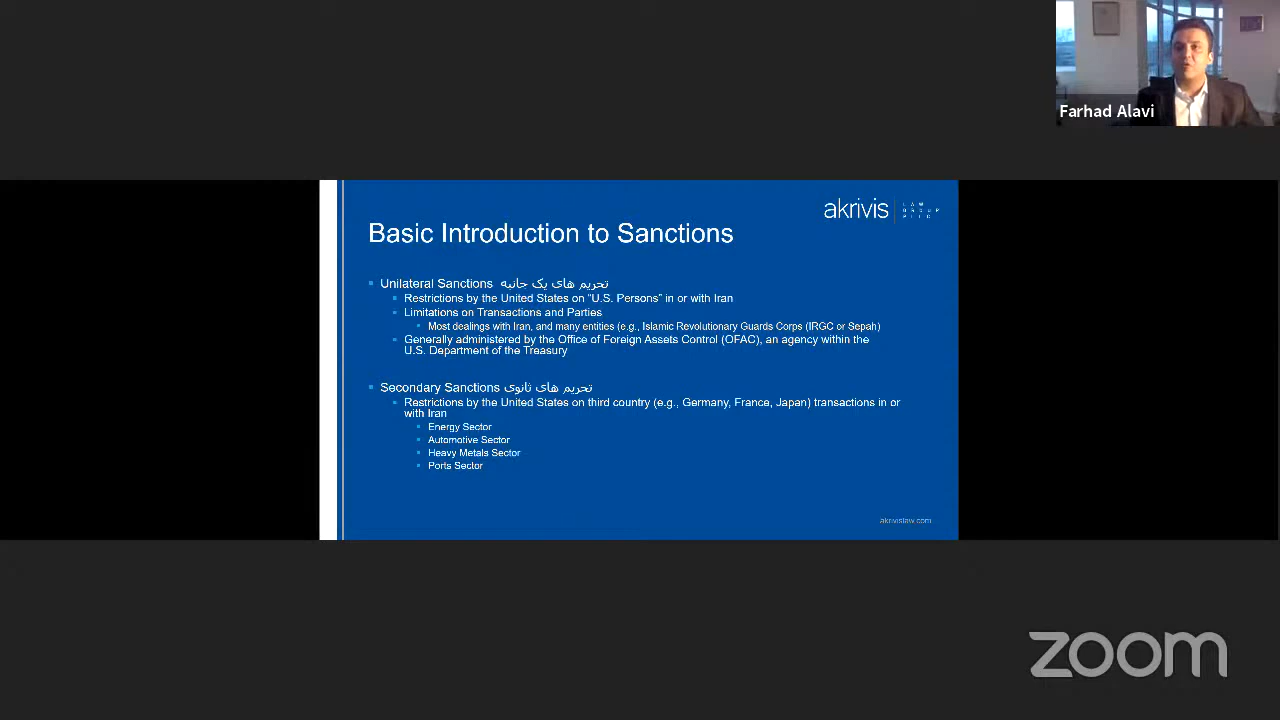 Farhad Alavi
akrivis LAW
GROUP
PLLC
Basic Introduction to Sanctions
Unilateral Sanctions تحریم های یک جانبه
Restrictions by the United States on "U.S. Persons" in or with Iran
Limitations on Transactions and Parties
Most dealings with Iran, and many entities (e.g., Islamic Revolutionary Guards Corps (IRGC or Sepah)
Generally administered by the Office of Foreign Assets Control (OFAC), an agency within the
U.S. Department of the Treasury
Secondary Sanctions تحریم های ثانوی
Restrictions by the United States on third country (e.g., Germany, France, Japan) transactions in or
with Iran
Energy Sector
Automotive Sector
Heavy Metals Sector
Ports Sector
akrivislaw.com
zoom